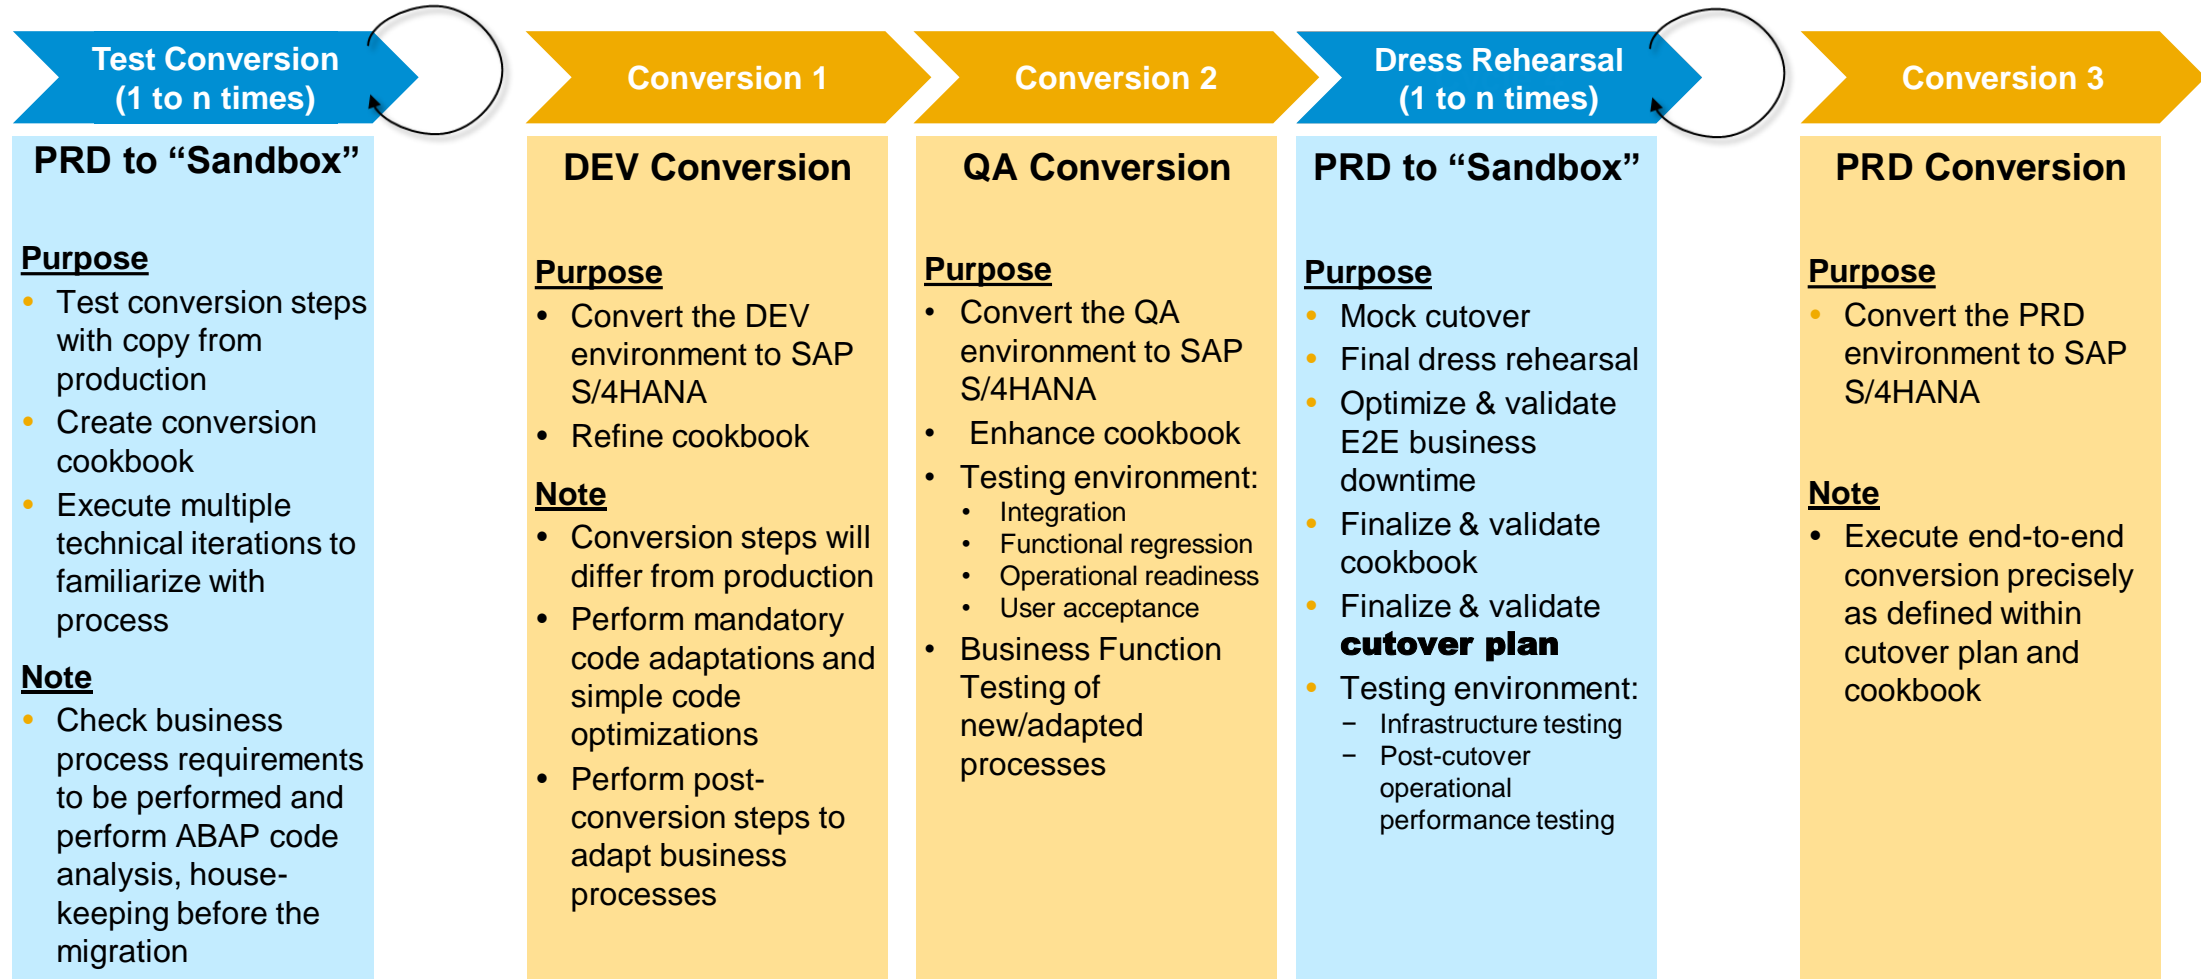 Test Conversion
(1 to n times)
PRD to “Sandbox”
Purpose
• Test conversion steps
with copy from
production
• Create conversion
cookbook
• Execute multiple
technical iterations to
familiarize with
process
Note
• Check business
process requirements
to be performed and
perform ABAP code
analysis, house-
keeping before the
migration
Conversion 1
DEV Conversion
Purpose
• Convert the DEV
environment to SAP
S/4HANA
• Refine cookbook
Note
• Conversion steps will
differ from production
• Perform mandatory
code adaptations and
simple code
optimizations
• Perform post-
conversion steps to
adapt business
processes
Conversion 2
QA Conversion
Purpose
• Convert the QA
environment to SAP
S/4HANA
• Enhance cookbook
• Testing environment:
• Integration
• Functional regression
• Operational readiness
• User acceptance
• Business Function
Testing of
new/adapted
processes
Dress Rehearsal
(1 to n times)
PRD to “Sandbox”
Purpose
• Mock cutover
• Final dress rehearsal
• Optimize & validate
E2E business
downtime
• Finalize & validate
cookbook
• Finalize & validate
cutover plan
• Testing environment:
− Infrastructure testing
− Post-cutover
operational
performance testing
Conversion 3
PRD Conversion
Purpose
• Convert the PRD
environment to SAP
S/4HANA
Note
• Execute end-to-end
conversion precisely
as defined within
cutover plan and
cookbook